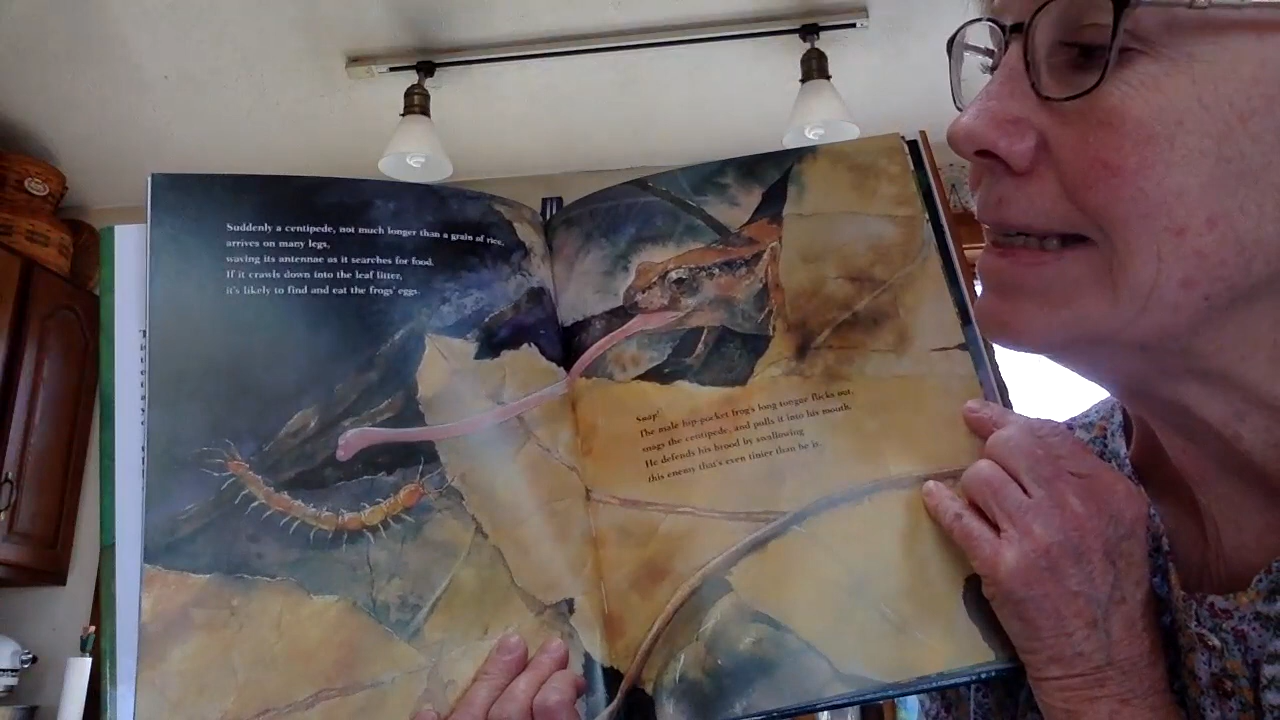 Suddenly a centipede, not much longer than a grain of rice,
arrives on many legs,
waving its antennae as it searches for food.
If it crawls down into the leaf litter,
it's likely to find and eat the frogs' eggs.
Snap!
The male hip-pocket frog's long tongue flicks out,
snags the centipede, and pulls it into his mouth.
He defends his brood by swallowing
this enemy that's even tinier than he is.